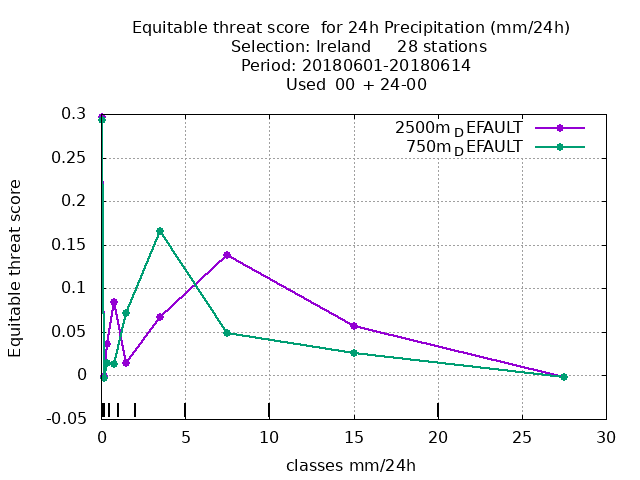 Equitable threat score for 24h Precipitation (mm/24h)
Selection: Ireland 28 stations
Period: 20180601-20180614
Used 00 + 24-00
2500m_DEFAULT
750m_DEFAULT
0.3
0.25
0.2
0.15
0.1
0.05
0
-0.05
Equitable threat score
0 5 10 15 20 25 30
classes mm/24h